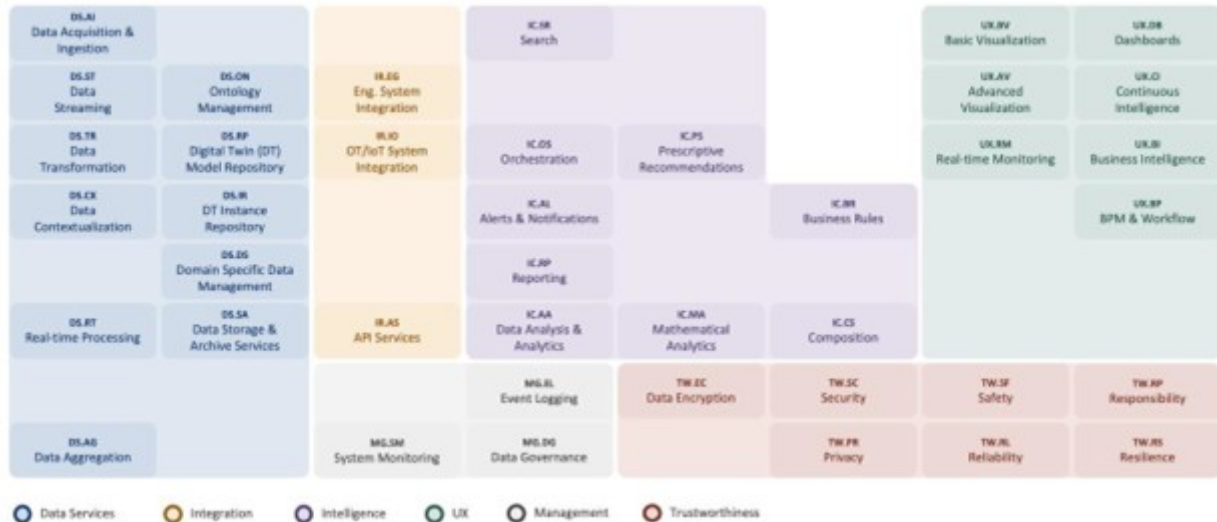 DS.AI
Data Acquisition &
Ingestion
IC.SR
Search
UX.BV
Basic Visualization
UX.DB
Dashboards
DS.ST
Data
Streaming
DS.ON
Ontology
Management
IR.EG
Eng. System
Integration
UX.AV
Advanced
Visualization
UX.CI
Continuous
Intelligence
DS.TR
Data
Transformation
DS.RP
Digital Twin (DT)
Model Repository
IR.IO
OT/IoT System
Integration
IC.OS
Orchestration
IC.PS
Prescriptive
Recommendations
UX.RM
Real-time Monitoring
UX.BI
Business Intelligence
DS.CX
Data
Contextualization
DS.IR
DT Instance
Repository
IC.AL
Alerts & Notifications
IC.BR
Business Rules
UX.BP
BPM & Workflow
DS.DS
Domain Specific Data
Management
IC.RP
Reporting
DS.RT
Real-time Processing
DS.SA
Data Storage &
Archive Services
IR.AS
API Services
IC.AA
Data Analysis &
Analytics
IC.MA
Mathematical
Analytics
IC.CS
Composition
MG.EL
Event Logging
TW.EC
Data Encryption
TW.SC
Security
TW.SF
Safety
TW.RP
Responsibility
DS.AG
Data Aggregation
MG.SM
System Monitoring
MG.DG
Data Governance
TW.PR
Privacy
TW.RL
Reliability
TW.RS
Resilience
Data Services
Integration
Intelligence
UX
Management
Trustworthiness